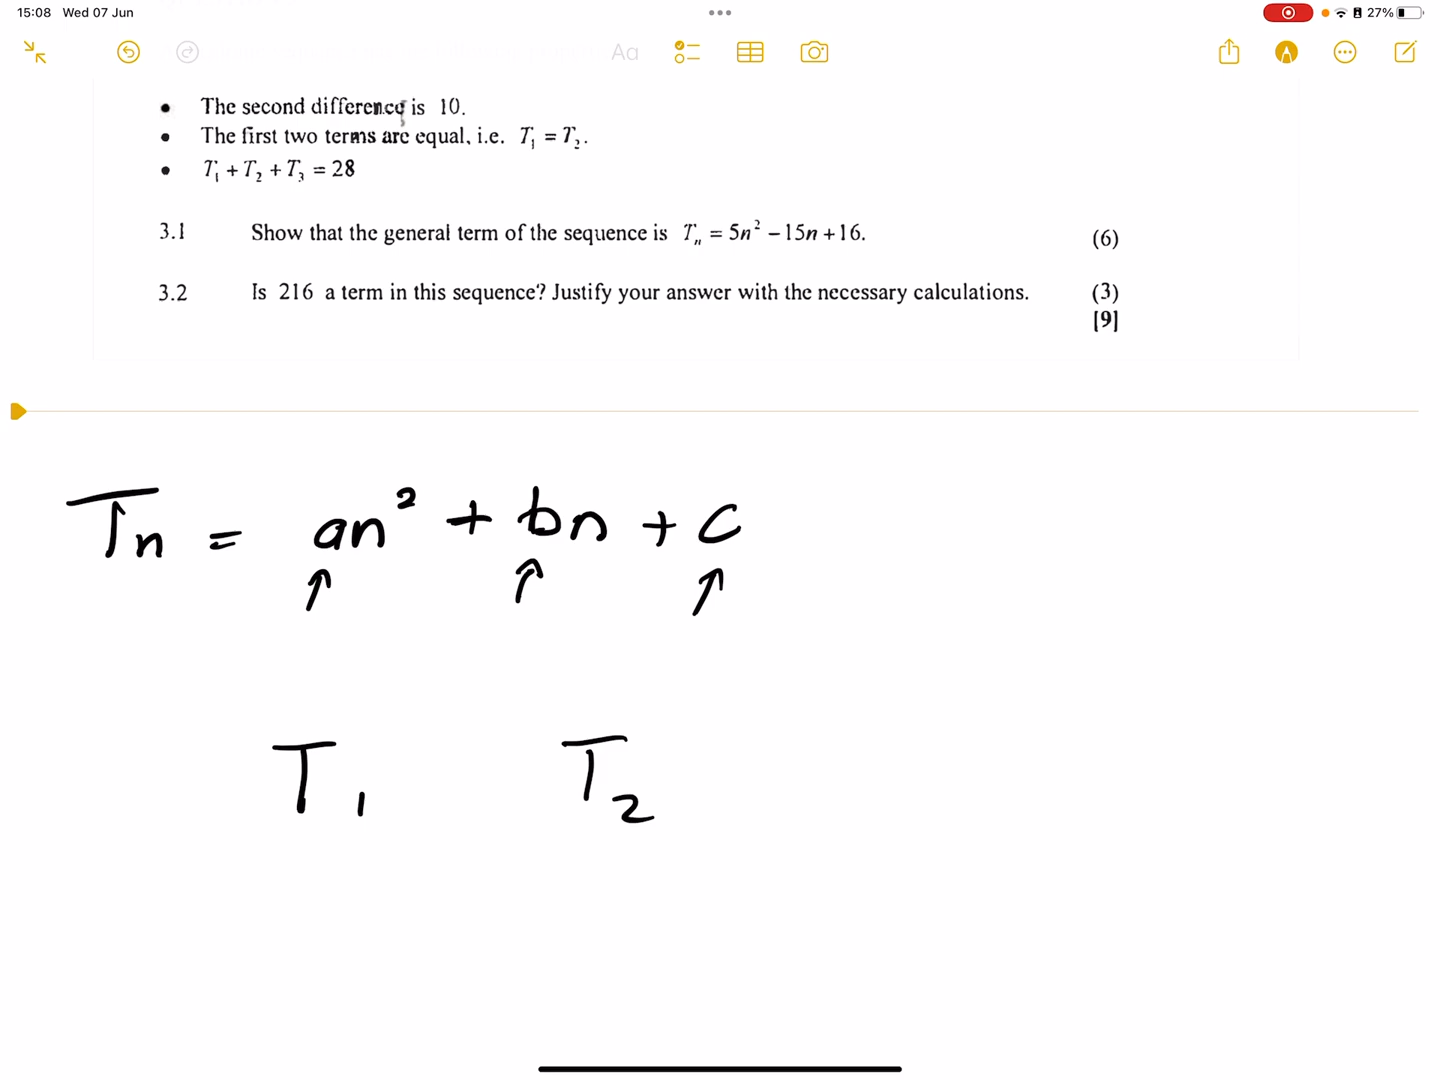 15:08 Wed 07 Jun 27%
Aa
• The second difference is 10.
• The first two terms are equal, i.e. T₁ = T₂.
• T₁ + T₂ + T₃ = 28
3.1 Show that the general term of the sequence is Tₙ = 5n² − 15n + 16. (6)
3.2 Is 216 a term in this sequence? Justify your answer with the necessary calculations. (3)
[9]
Tₙ = an² + bn + c
T₁ T₂